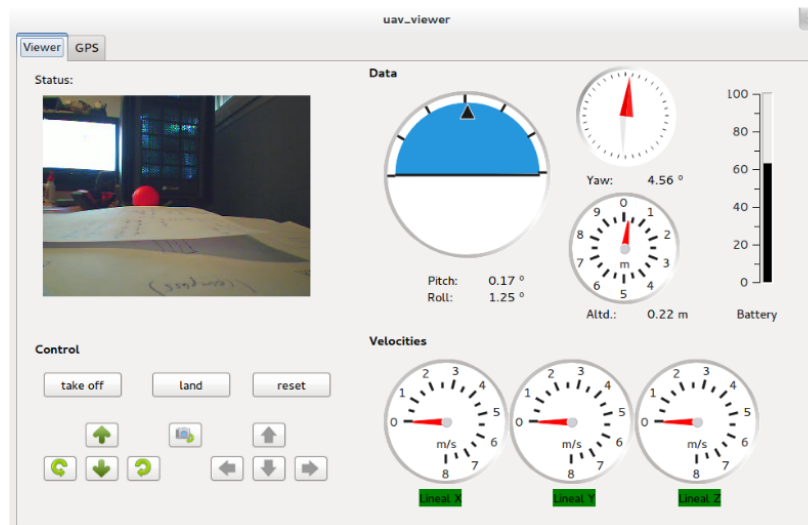 uav_viewer
Viewer GPS
Status:
Data
Yaw: 4.56 º
0 1 2 3 4 5 6 7 8 9
m
Altd.: 0.22 m
Pitch: 0.17 º
Roll: 1.25 º
100
80
60
40
20
0
Battery
Control
take off land reset
Velocities
0 1 2 3 4 5 6 7 8
m/s
Lineal X
0 1 2 3 4 5 6 7 8
m/s
Lineal Y
0 1 2 3 4 5 6 7 8
m/s
Lineal Z